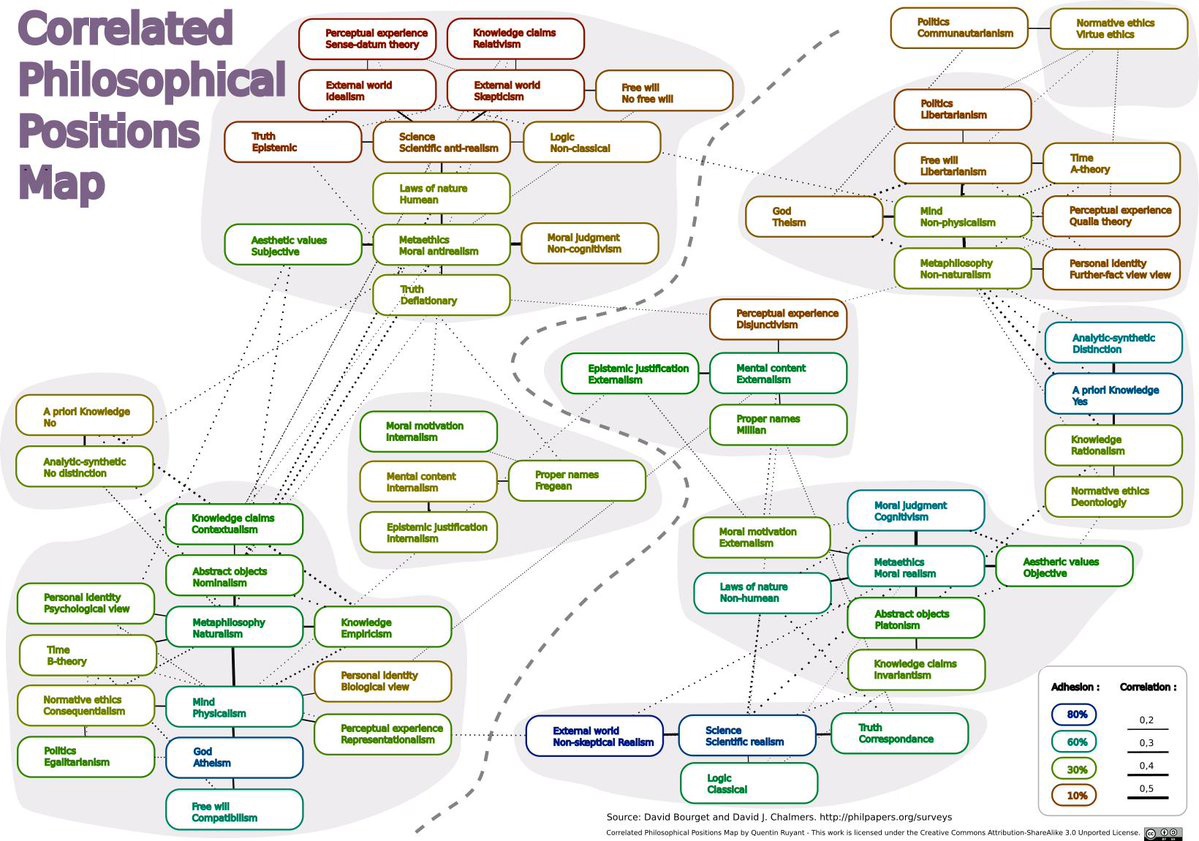 Correlated
Philosophical
Positions
Map
Perceptual experience
Sense-datum theory
Knowledge claims
Relativism
External world
Idealism
External world
Skepticism
Free will
No free will
Truth
Epistemic
Science
Scientific anti-realism
Logic
Non-classical
Laws of nature
Humean
Aesthetic values
Subjective
Metaethics
Moral antirealism
Moral judgment
Non-cognitivism
Truth
Deflationary
Politics
Communautarianism
Normative ethics
Virtue ethics
Politics
Libertarianism
Free will
Libertarianism
Time
A-theory
God
Theism
Mind
Non-physicalism
Perceptual experience
Qualia theory
Metaphilosophy
Non-naturalism
Personal identity
Further-fact view view
Perceptual experience
Disjunctivism
Epistemic justification
Externalism
Mental content
Externalism
Proper names
Millian
Analytic-synthetic
Distinction
A priori Knowledge
Yes
Knowledge
Rationalism
Normative ethics
Deontologly
A priori Knowledge
No
Analytic-synthetic
No distinction
Moral motivation
Internalism
Mental content
Internalism
Proper names
Fregean
Epistemic justification
Internalism
Knowledge claims
Contextualism
Abstract objects
Nominalism
Personal identity
Psychological view
Metaphilosophy
Naturalism
Knowledge
Empiricism
Time
B-theory
Personal identity
Biological view
Normative ethics
Consequentialism
Mind
Physicalism
Perceptual experience
Representationalism
Politics
Egalitarianism
God
Atheism
Free will
Compatibilism
Moral judgment
Cognitivism
Moral motivation
Externalism
Metaethics
Moral realism
Aestheric values
Objective
Laws of nature
Non-humean
Abstract objects
Platonism
Knowledge claims
Invariantism
External world
Non-skeptical Realism
Science
Scientific realism
Truth
Correspondance
Logic
Classical
Adhesion :
Correlation :
80%
0,2
60%
0,3
30%
0,4
10%
0,5
Source: David Bourget and David J. Chalmers. http://philpapers.org/surveys
Correlated Philosophical Positions Map by Quentin Ruyant - This work is licensed under the Creative Commons Attribution-ShareAlike 3.0 Unported License.